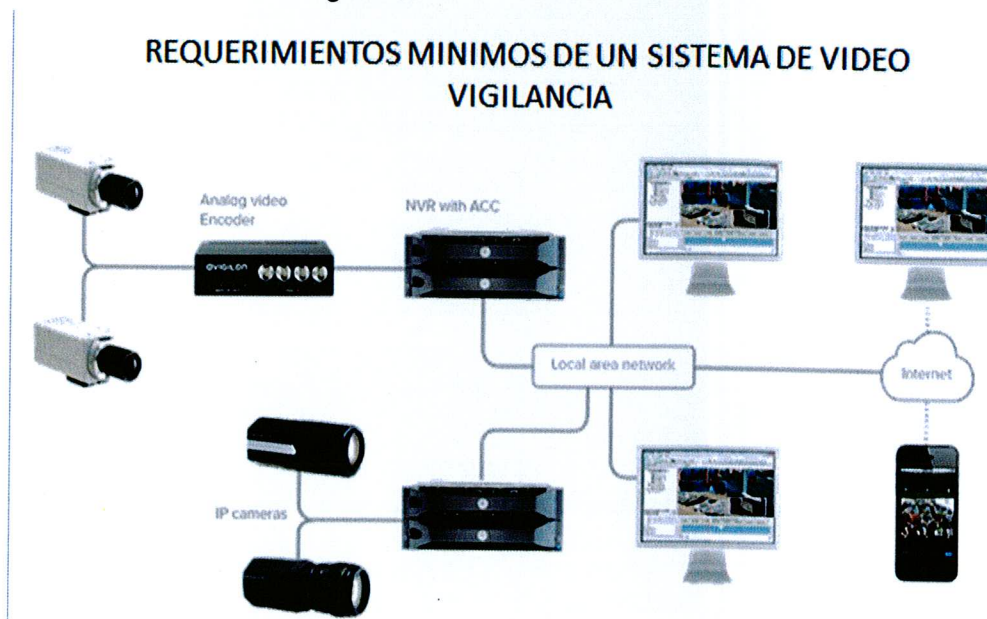 REQUERIMIENTOS MINIMOS DE UN SISTEMA DE VIDEO
VIGILANCIA
Analog video
Encoder
NVR with ACC
AVIGILON
Local area network
Internet
IP cameras